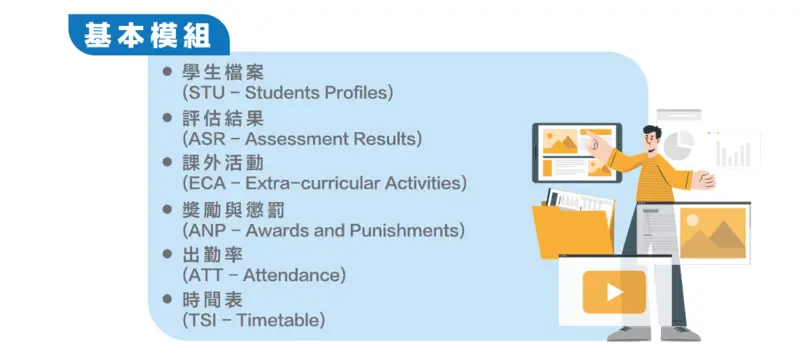 基本模組
• 學生檔案
(STU - Students Profiles)
• 評估結果
(ASR - Assessment Results)
• 課外活動
(ECA - Extra-curricular Activities)
• 獎勵與懲罰
(ANP - Awards and Punishments)
• 出勤率
(ATT - Attendance)
• 時間表
(TSI - Timetable)